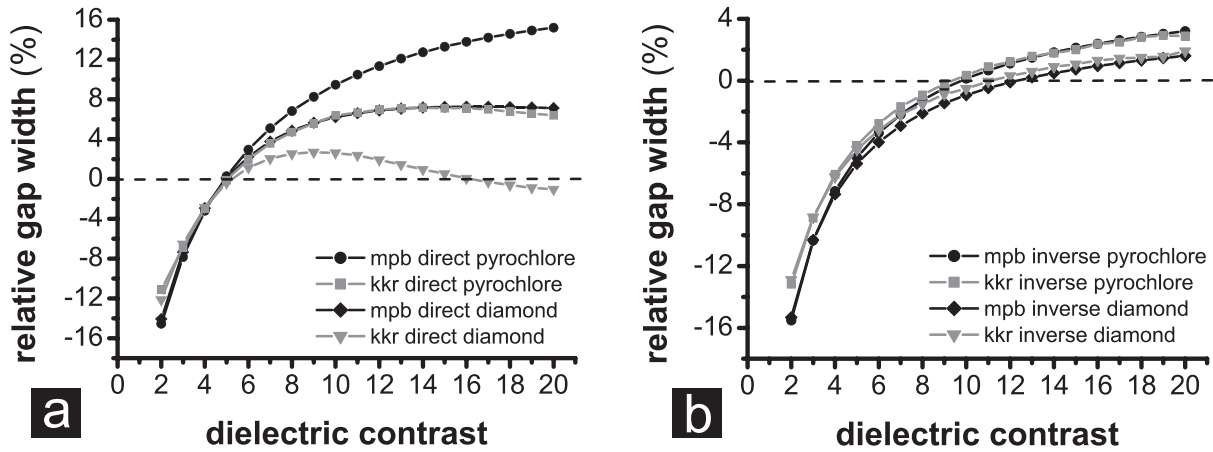 relative gap width (%)
16
12
8
4
0
-4
-8
-12
-16
mpb direct pyrochlore
kkr direct pyrochlore
mpb direct diamond
kkr direct diamond
0 2 4 6 8 10 12 14 16 18 20
dielectric contrast
a
relative gap width (%)
4
0
-4
-8
-12
-16
mpb inverse pyrochlore
kkr inverse pyrochlore
mpb inverse diamond
kkr inverse diamond
0 2 4 6 8 10 12 14 16 18 20
dielectric contrast
b